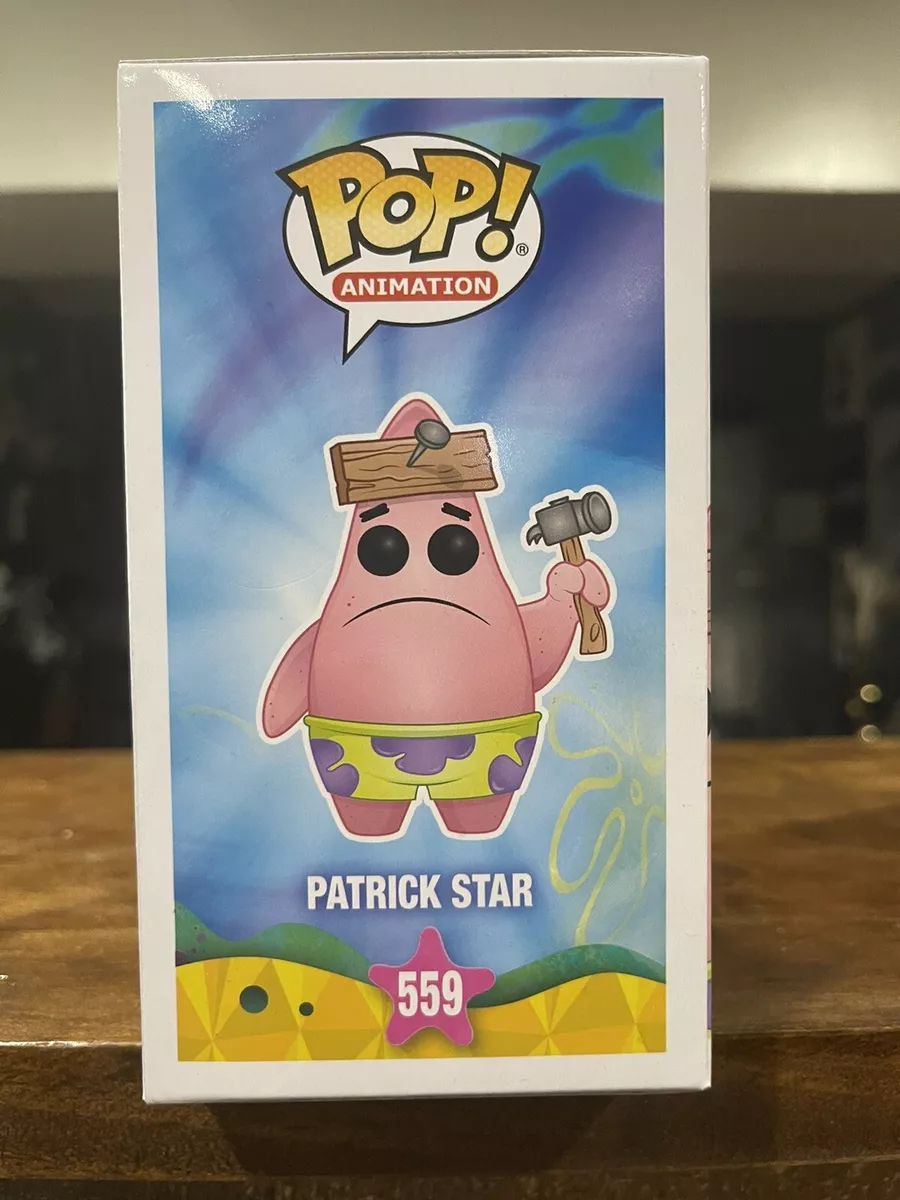 POP!®
ANIMATION
PATRICK STAR
559